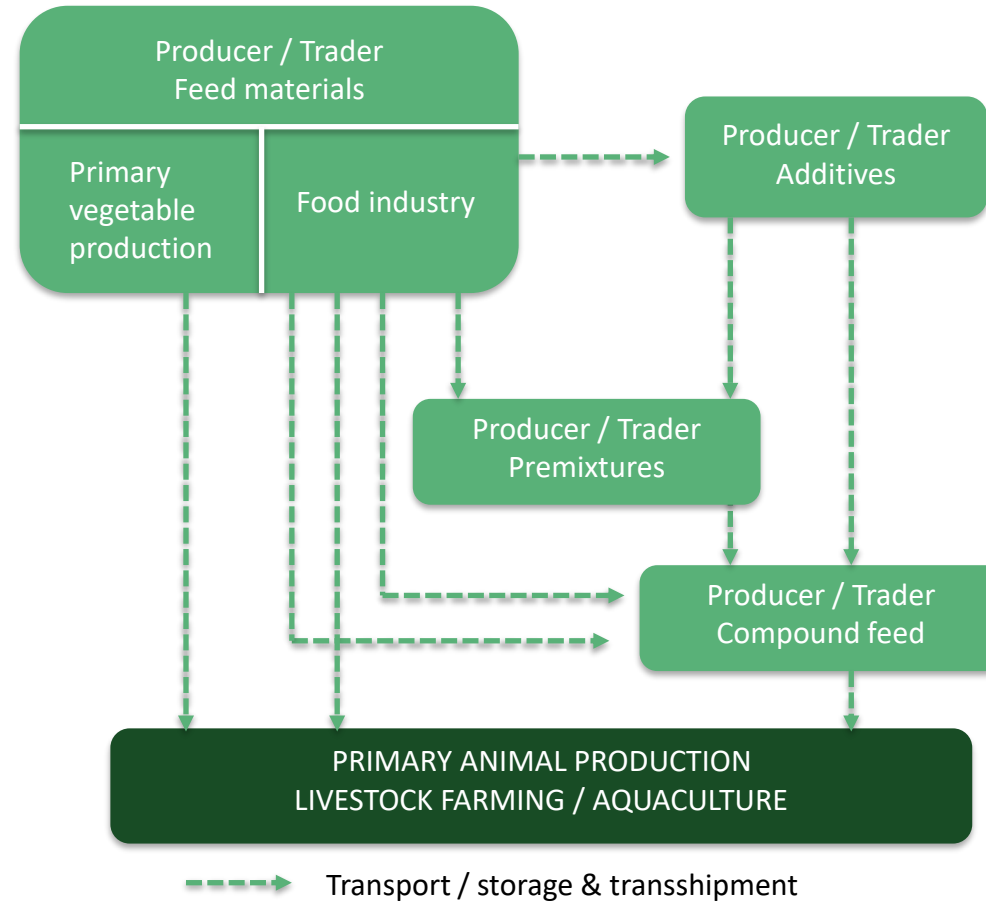 Producer / Trader
Feed materials
Primary
vegetable
production
Food industry
Producer / Trader
Additives
Producer / Trader
Premixtures
Producer / Trader
Compound feed
PRIMARY ANIMAL PRODUCTION
LIVESTOCK FARMING / AQUACULTURE
Transport / storage & transshipment